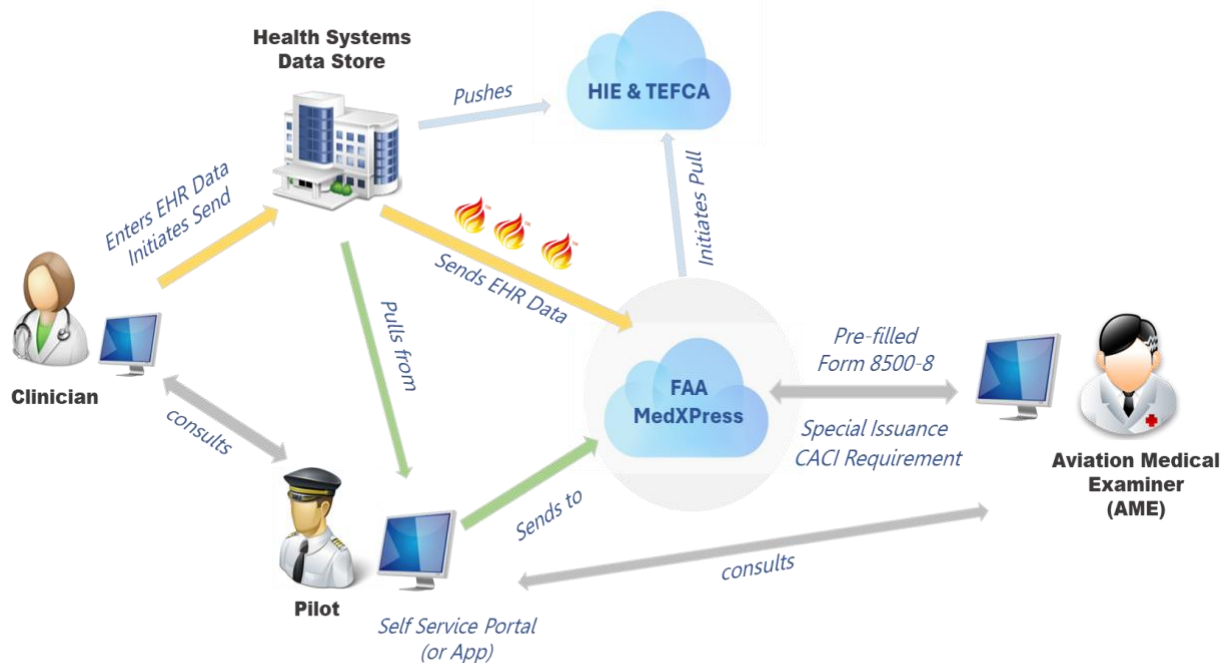 Health Systems
Data Store
HIE & TEFCA
Pushes
Enters EHR Data
Initiates Send
Initiates Pull
Sends EHR Data
Pulls from
Clinician
consults
FAA
MedXPress
Pre-filled
Form 8500-8
Special Issuance
CACI Requirement
Aviation Medical
Examiner
(AME)
Sends to
consults
Pilot
Self Service Portal
(or App)